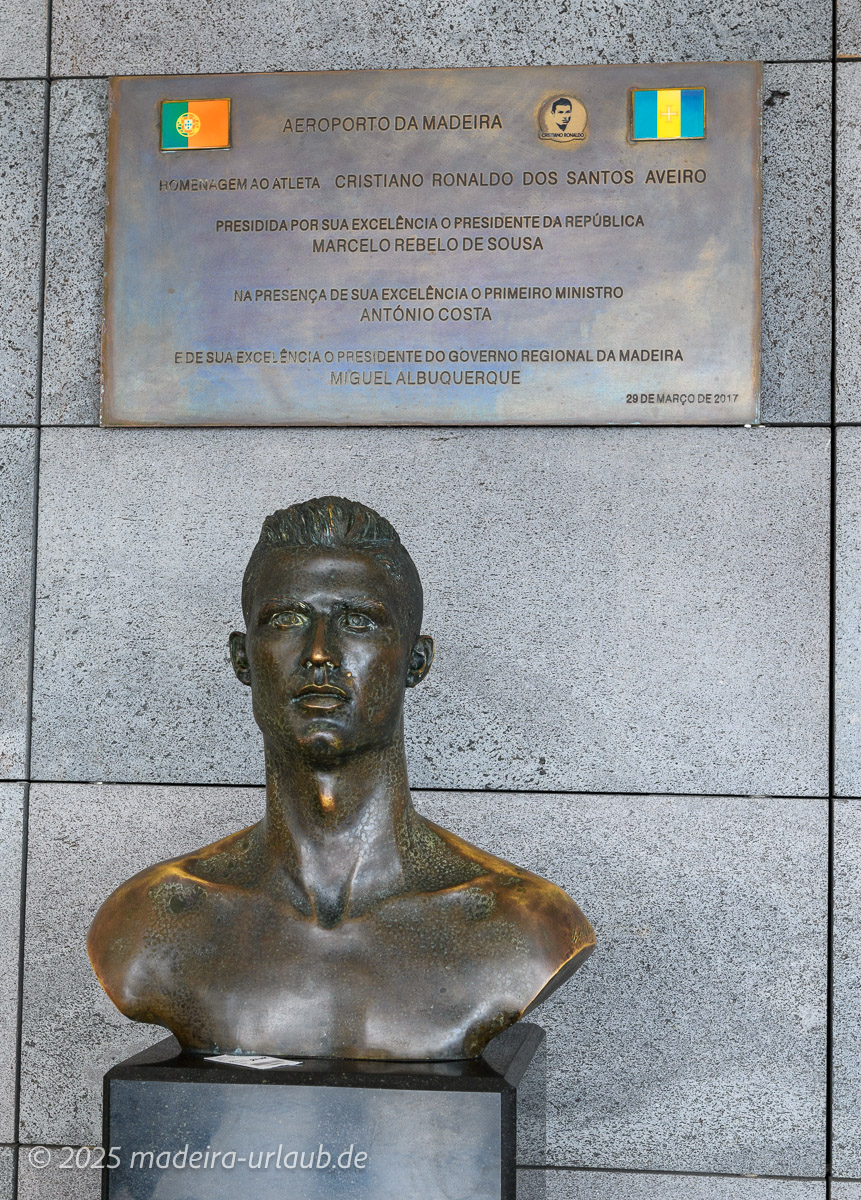 AEROPORTO DA MADEIRA
CRISTIANO RONALDO
HOMENAGEM AO ATLETA CRISTIANO RONALDO DOS SANTOS AVEIRO
PRESIDIDA POR SUA EXCELÊNCIA O PRESIDENTE DA REPÚBLICA
MARCELO REBELO DE SOUSA
NA PRESENÇA DE SUA EXCELÊNCIA O PRIMEIRO MINISTRO
ANTÓNIO COSTA
E DE SUA EXCELÊNCIA O PRESIDENTE DO GOVERNO REGIONAL DA MADEIRA
MIGUEL ALBUQUERQUE
29 DE MARÇO DE 2017
© 2025 madeira-urlaub.de